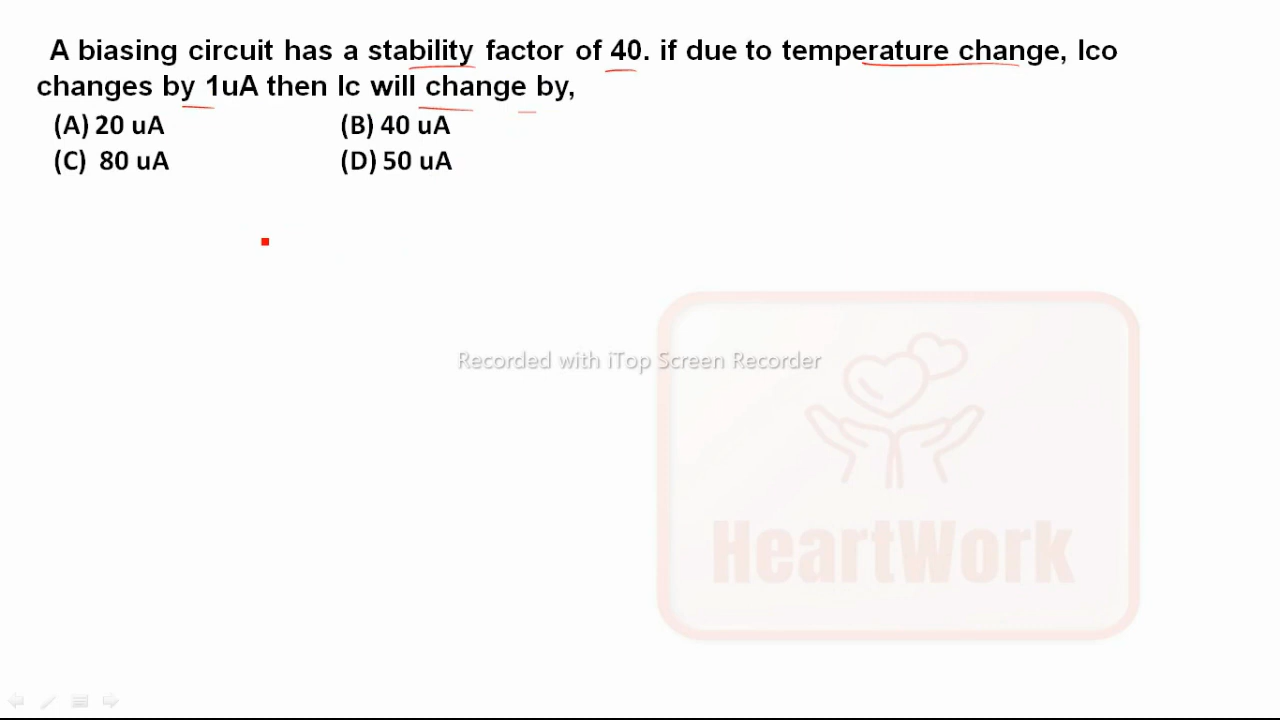 A biasing circuit has a stability factor of 40. if due to temperature change, Ico
changes by 1uA then Ic will change by,
(A) 20 uA (B) 40 uA
(C) 80 uA (D) 50 uA
Recorded with iTop Screen Recorder
HeartWork